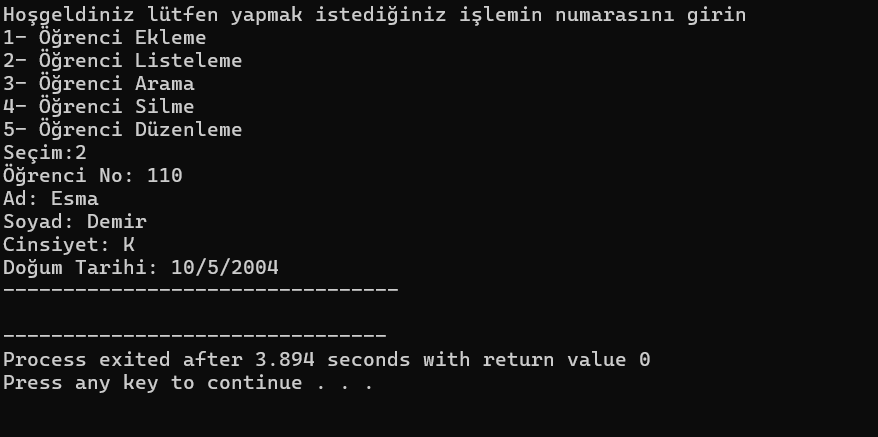 Hoşgeldiniz lütfen yapmak istediğiniz işlemin numarasını girin
1- Öğrenci Ekleme
2- Öğrenci Listeleme
3- Öğrenci Arama
4- Öğrenci Silme
5- Öğrenci Düzenleme
Seçim:2
Öğrenci No: 110
Ad: Esma
Soyad: Demir
Cinsiyet: K
Doğum Tarihi: 10/5/2004
---------------------------------

--------------------------------
Process exited after 3.894 seconds with return value 0
Press any key to continue . . .